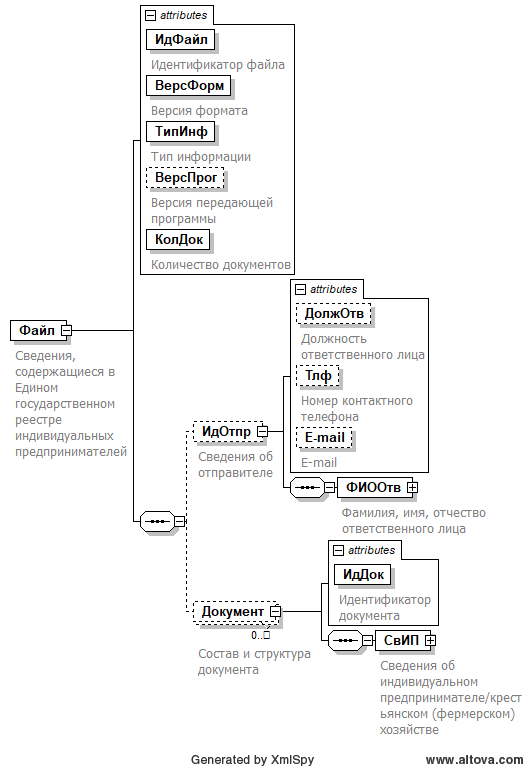 attributes
ИдФайл
Идентификатор файла
ВерсФорм
Версия формата
ТипИнф
Тип информации
ВерсПрог
Версия передающей
программы
КолДок
Количество документов
Файл
Сведения,
содержащиеся в
Едином
государственном
реестре
индивидуальных
предпринимателей
attributes
ДолжОтв
Должность
ответственного лица
Тлф
Номер контактного
телефона
E-mail
E-mail
ИдОтпр
Сведения об
отправителе
ФИООтв
Фамилия, имя, отчество
ответственного лица
attributes
ИдДок
Идентификатор
документа
Документ
0..
Состав и структура
документа
СвИП
Сведения об
индивидуальном
предпринимателе/крест
ьянском (фермерском)
хозяйстве
Generated by XmlSpy
www.altova.com